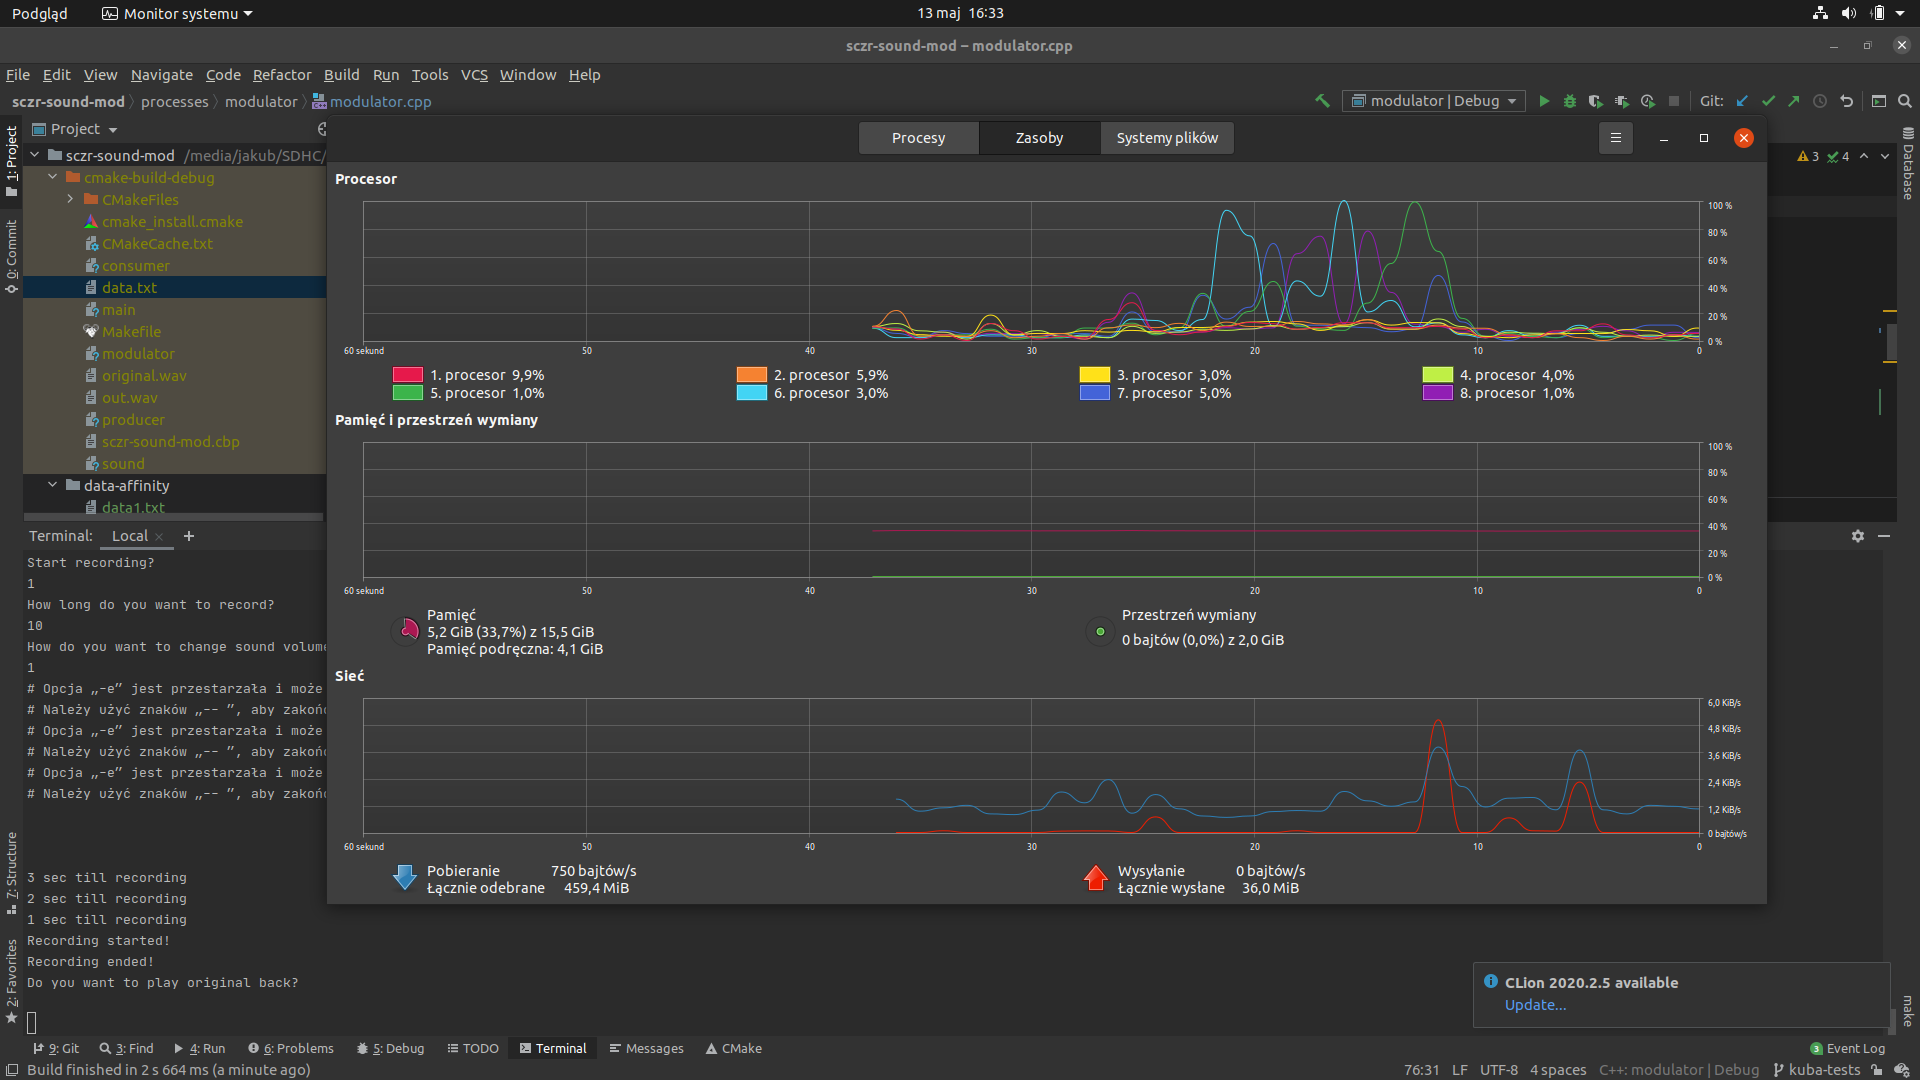 Podgląd
Monitor systemu
13 maj 16:33
sczr-sound-mod – modulator.cpp
File Edit View Navigate Code Refactor Build Run Tools VCS Window Help
sczr-sound-mod processes modulator modulator.cpp
modulator | Debug
Git:
Project
Procesy
Zasoby
Systemy plików
1: Project
0: Commit
7: Structure
2: Favorites
Database
make
3
4
sczr-sound-mod /media/jakub/SDHC/
cmake-build-debug
CMakeFiles
cmake_install.cmake
CMakeCache.txt
consumer
data.txt
main
Makefile
modulator
original.wav
out.wav
producer
sczr-sound-mod.cbp
sound
data-affinity
data1.txt
Procesor
100 %
80 %
60 %
40 %
20 %
0 %
60 sekund 50 40 30 20 10 0
1. procesor 9,9%
2. procesor 5,9%
3. procesor 3,0%
4. procesor 4,0%
5. procesor 1,0%
6. procesor 3,0%
7. procesor 5,0%
8. procesor 1,0%
Pamięć i przestrzeń wymiany
100 %
80 %
60 %
40 %
20 %
0 %
60 sekund 50 40 30 20 10 0
Pamięć
5,2 GiB (33,7%) z 15,5 GiB
Pamięć podręczna: 4,1 GiB
Przestrzeń wymiany
0 bajtów (0,0%) z 2,0 GiB
Sieć
6,0 KiB/s
4,8 KiB/s
3,6 KiB/s
2,4 KiB/s
1,2 KiB/s
0 bajtów/s
60 sekund 50 40 30 20 10 0
Pobieranie 750 bajtów/s
Łącznie odebrane 459,4 MiB
Wysyłanie 0 bajtów/s
Łącznie wysłane 36,0 MiB
Terminal: Local
Start recording?
1
How long do you want to record?
10
How do you want to change sound volume
1
# Opcja „-e” jest przestarzała i może
# Należy użyć znaków „-- ”, aby zakońc
# Opcja „-e” jest przestarzała i może
# Należy użyć znaków „-- ”, aby zakońc
# Opcja „-e” jest przestarzała i może
# Należy użyć znaków „-- ”, aby zakońc
3 sec till recording
2 sec till recording
1 sec till recording
Recording started!
Recording ended!
Do you want to play original back?
CLion 2020.2.5 available
Update...
9: Git 3: Find 4: Run 6: Problems 5: Debug TODO Terminal Messages CMake
3 Event Log
Build finished in 2 s 664 ms (a minute ago)
76:31 LF UTF-8 4 spaces C++: modulator | Debug kuba-tests